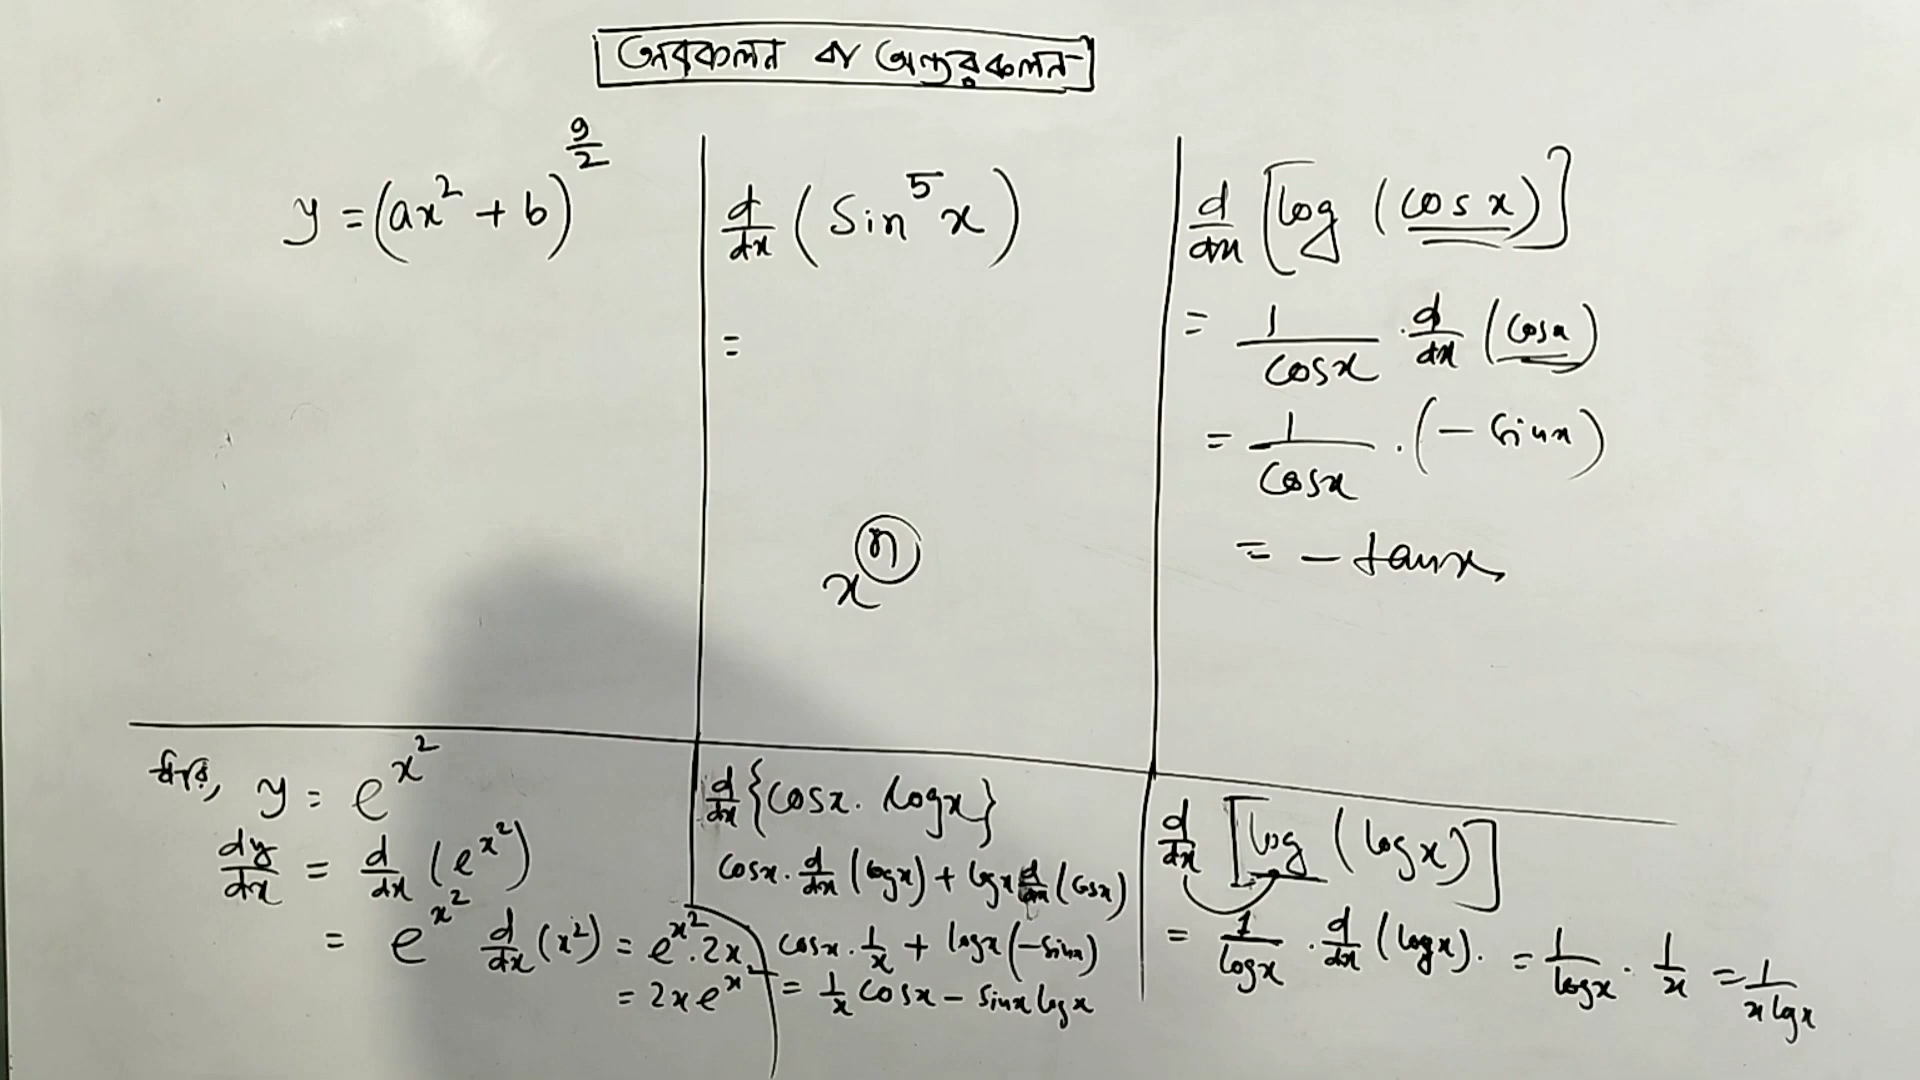 অবকলন বা অন্তরকলন
y = (ax² + b)^(9/2)
d/dx (Sin⁵x)
=
x^n
d/dx [log (cosx)]
= 1/cosx . d/dx (cosx)
= 1/cosx . (- sinx)
= - tanx
ধরি, y = e^(x²)
dy/dx = d/dx (e^(x²))
= e^(x²) d/dx (x²) = e^(x²) . 2x
= 2x e^(x²)
d/dx {cosx . logx}
cosx . d/dx (logx) + logx d/dx (cosx)
cosx . 1/x + logx (-sinx)
= 1/x cosx - sinx logx
d/dx [log (logx)]
= 1/logx . d/dx (logx). = 1/logx . 1/x = 1/(x logx)